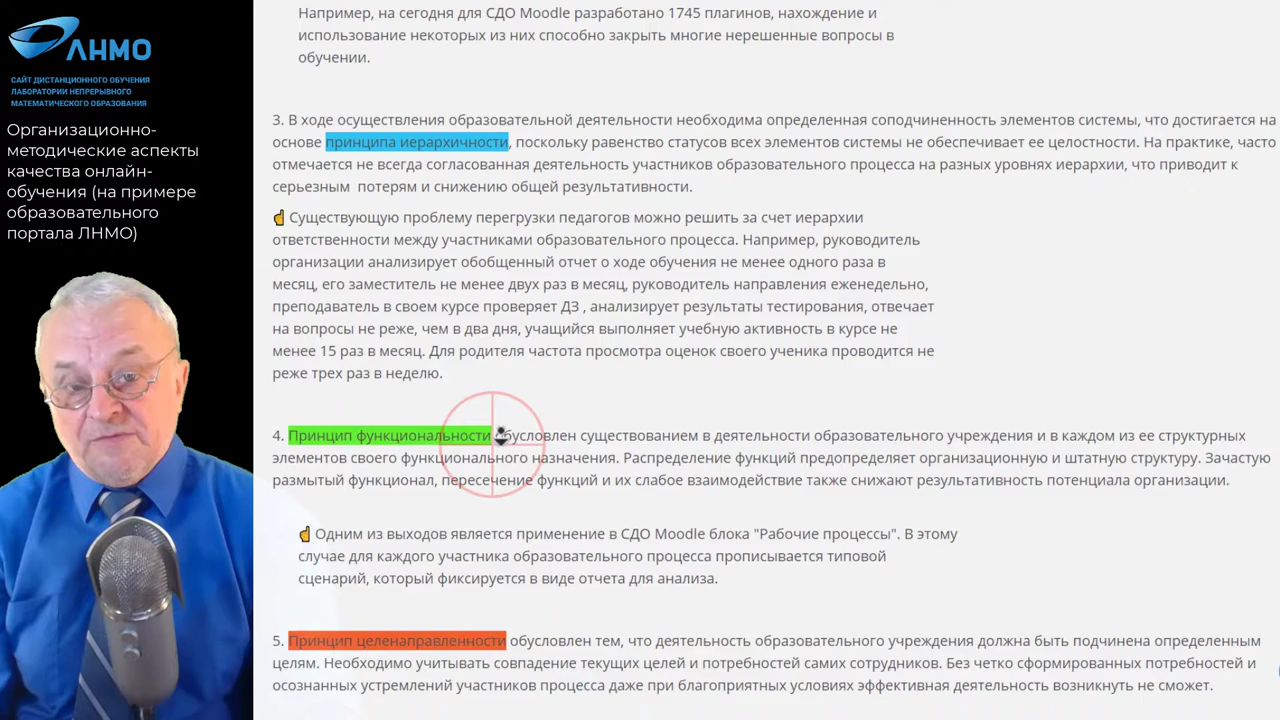 ЛНМО
САЙТ ДИСТАНЦИОННОГО ОБУЧЕНИЯ
ЛАБОРАТОРИИ НЕПРЕРЫВНОГО
МАТЕМАТИЧЕСКОГО ОБРАЗОВАНИЯ
Организационно-
методические аспекты
качества онлайн-
обучения (на примере
образовательного
портала ЛНМО)
Например, на сегодня для СДО Moodle разработано 1745 плагинов, нахождение и
использование некоторых из них способно закрыть многие нерешенные вопросы в
обучении.
3. В ходе осуществления образовательной деятельности необходима определенная соподчиненность элементов системы, что достигается на
основе принципа иерархичности, поскольку равенство статусов всех элементов системы не обеспечивает ее целостности. На практике, часто
отмечается не всегда согласованная деятельность участников образовательного процесса на разных уровнях иерархии, что приводит к
серьезным потерям и снижению общей результативности.
☝Существующую проблему перегрузки педагогов можно решить за счет иерархии
ответственности между участниками образовательного процесса. Например, руководитель
организации анализирует обобщенный отчет о ходе обучения не менее одного раза в
месяц, его заместитель не менее двух раз в месяц, руководитель направления еженедельно,
преподаватель в своем курсе проверяет ДЗ , анализирует результаты тестирования, отвечает
на вопросы не реже, чем в два дня, учащийся выполняет учебную активность в курсе не
менее 15 раз в месяц. Для родителя частота просмотра оценок своего ученика проводится не
реже трех раз в неделю.
4. Принцип функциональности обусловлен существованием в деятельности образовательного учреждения и в каждом из ее структурных
элементов своего функционального назначения. Распределение функций предопределяет организационную и штатную структуру. Зачастую
размытый функционал, пересечение функций и их слабое взаимодействие также снижают результативность потенциала организации.
☝Одним из выходов является применение в СДО Moodle блока "Рабочие процессы". В этому
случае для каждого участника образовательного процесса прописывается типовой
сценарий, который фиксируется в виде отчета для анализа.
5. Принцип целенаправленности обусловлен тем, что деятельность образовательного учреждения должна быть подчинена определенным
целям. Необходимо учитывать совпадение текущих целей и потребностей самих сотрудников. Без четко сформированных потребностей и
осознанных устремлений участников процесса даже при благоприятных условиях эффективная деятельность возникнуть не сможет.